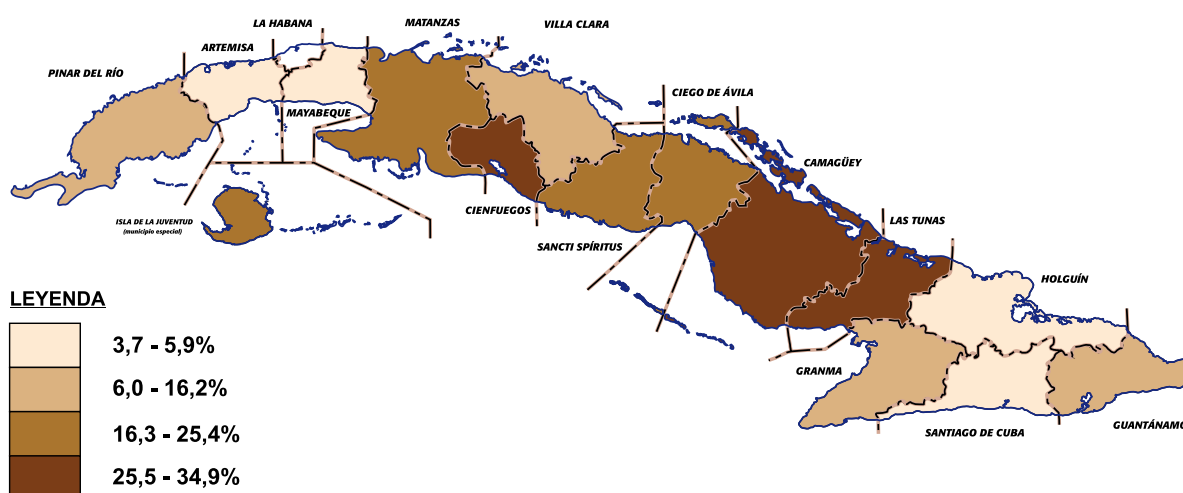 LA HABANA
MATANZAS
VILLA CLARA
ARTEMISA
PINAR DEL RÍO
CIEGO DE ÁVILA
MAYABEQUE
CAMAGÜEY
CIENFUEGOS
ISLA DE LA JUVENTUD
(municipio especial)
LAS TUNAS
SANCTI SPÍRITUS
HOLGUÍN
GRANMA
SANTIAGO DE CUBA
GUANTÁNAMO
LEYENDA
3,7 - 5,9%
6,0 - 16,2%
16,3 - 25,4%
25,5 - 34,9%